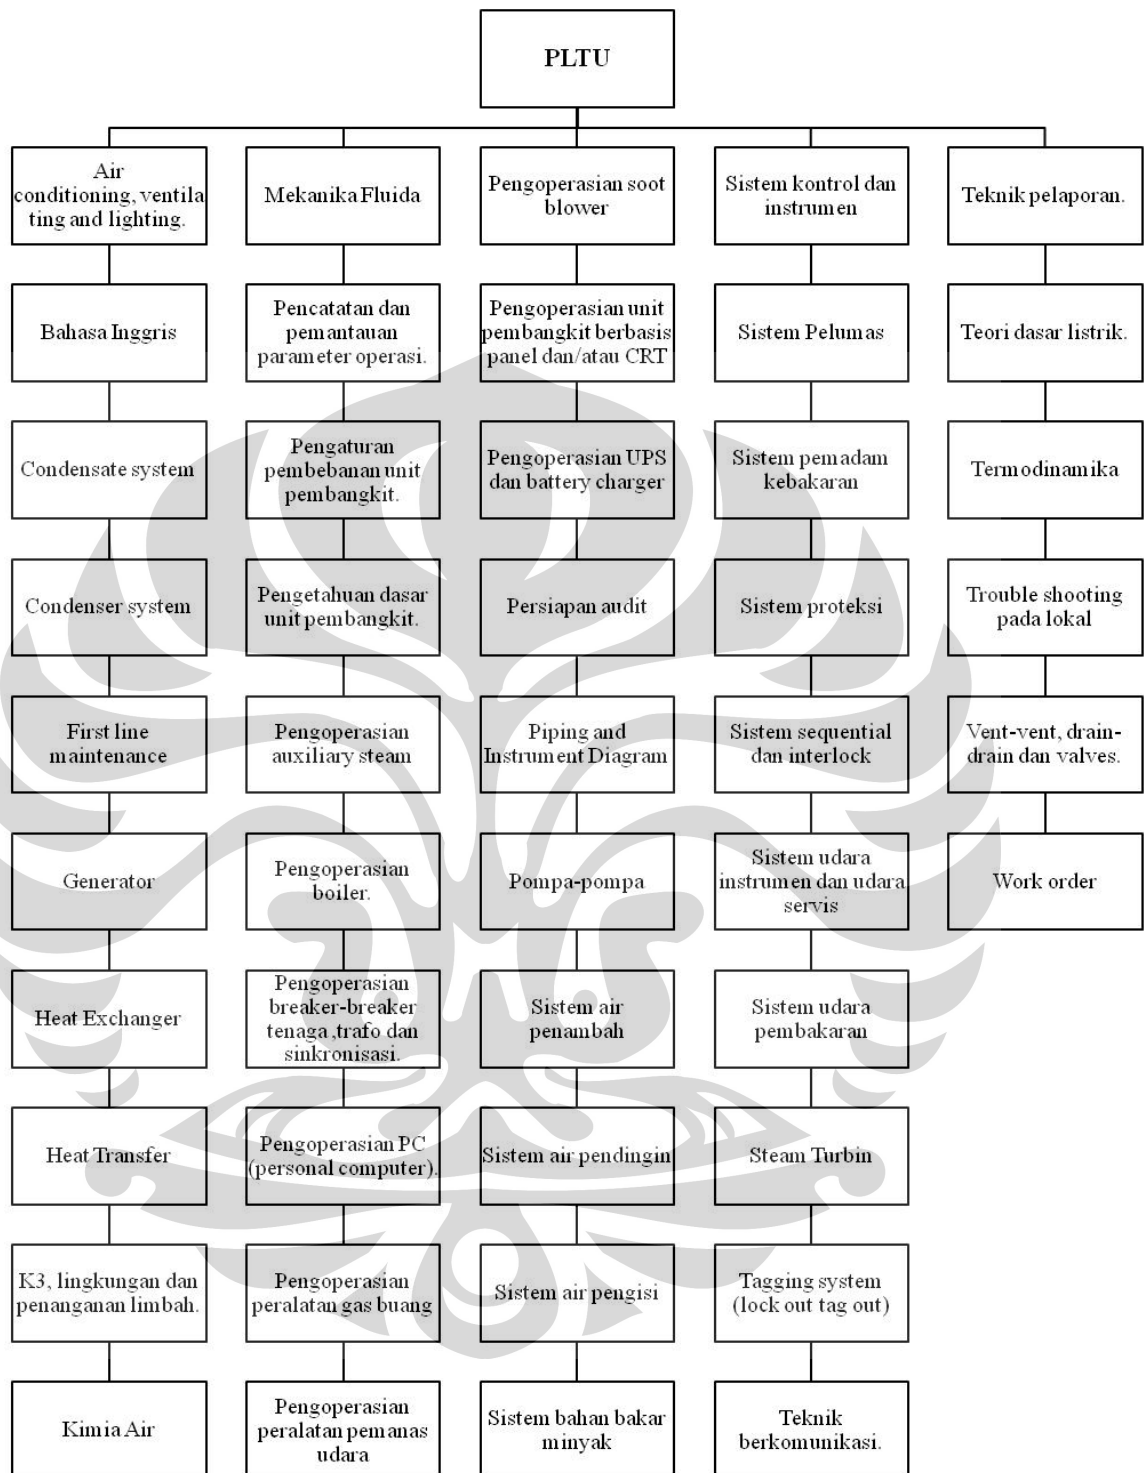 PLTU
Air
conditioning, ventila
ting and lighting.
Bahasa Inggris
Condensate system
Condenser system
First line
maintenance
Generator
Heat Exchanger
Heat Transfer
K3, lingkungan dan
penanganan limbah.
Kimia Air
Mekanika Fluida
Pencatatan dan
pemantauan
parameter operasi.
Pengaturan
pembebanan unit
pembangkit.
Pengetahuan dasar
unit pembangkit.
Pengoperasian
auxiliary steam
Pengoperasian
boiler.
Pengoperasian
breaker-breaker
tenaga ,trafo dan
sinkronisasi.
Pengoperasian PC
(personal computer).
Pengoperasian
peralatan gas buang
Pengoperasian
peralatan pemanas
udara
Pengoperasian soot
blower
Pengoperasian unit
pembangkit berbasis
panel dan/atau CRT
Pengoperasian UPS
dan battery charger
Persiapan audit
Piping and
Instrument Diagram
Pompa-pompa
Sistem air
penambah
Sistem air pendingin
Sistem air pengisi
Sistem bahan bakar
minyak
Sistem kontrol dan
instrumen
Sistem Pelumas
Sistem pemadam
kebakaran
Sistem proteksi
Sistem sequential
dan interlock
Sistem udara
instrumen dan udara
servis
Sistem udara
pembakaran
Steam Turbin
Tagging system
(lock out tag out)
Teknik
berkomunikasi.
Teknik pelaporan.
Teori dasar listrik.
Termodinamika
Trouble shooting
pada lokal
Vent-vent, drain-
drain dan valves.
Work order